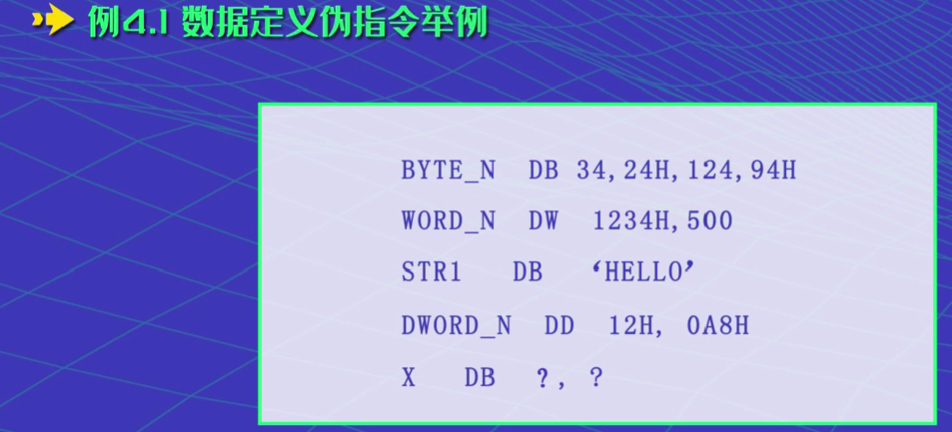 例4.1 数据定义伪指令举例
BYTE_N DB 34,24H,124,94H
WORD_N DW 1234H,500
STR1 DB ‘HELLO’
DWORD_N DD 12H, 0A8H
X DB ?, ?